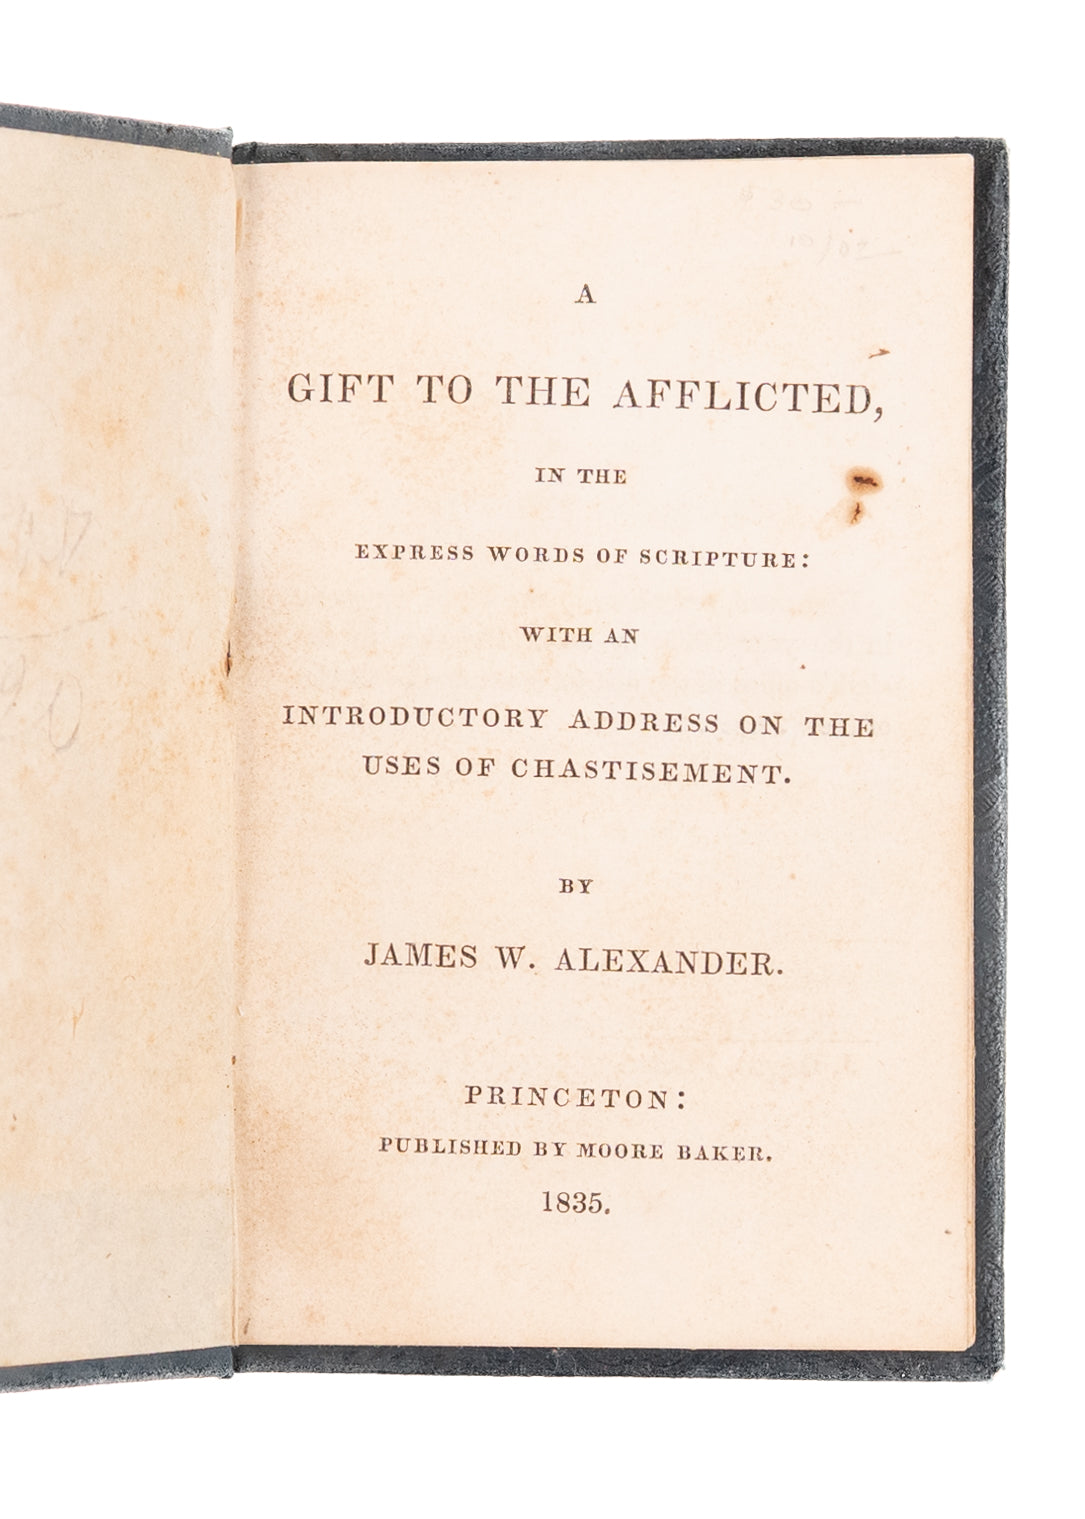 $ 30 –
A
GIFT TO THE AFFLICTED,
IN THE
EXPRESS WORDS OF SCRIPTURE:
WITH AN
INTRODUCTORY ADDRESS ON THE
USES OF CHASTISEMENT.
BY
JAMES W. ALEXANDER.
PRINCETON:
PUBLISHED BY MOORE BAKER.
1835.